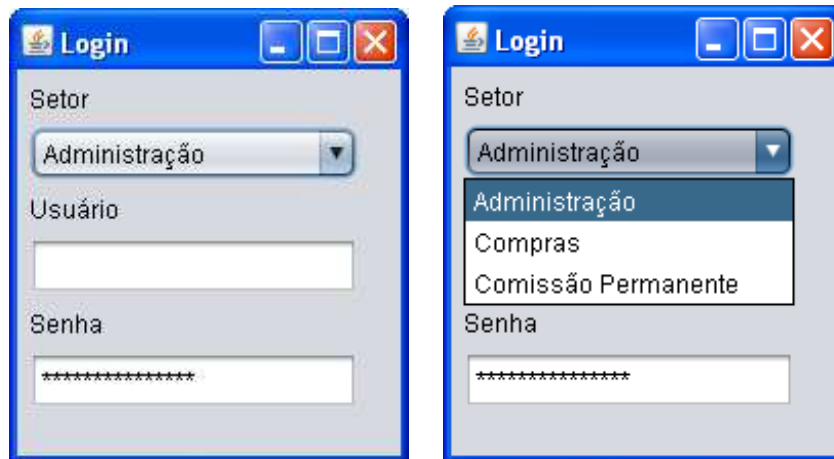 Login
Setor
Administração
Usuário
Senha
***************
Login
Setor
Administração
Administração
Compras
Comissão Permanente
Senha
***************